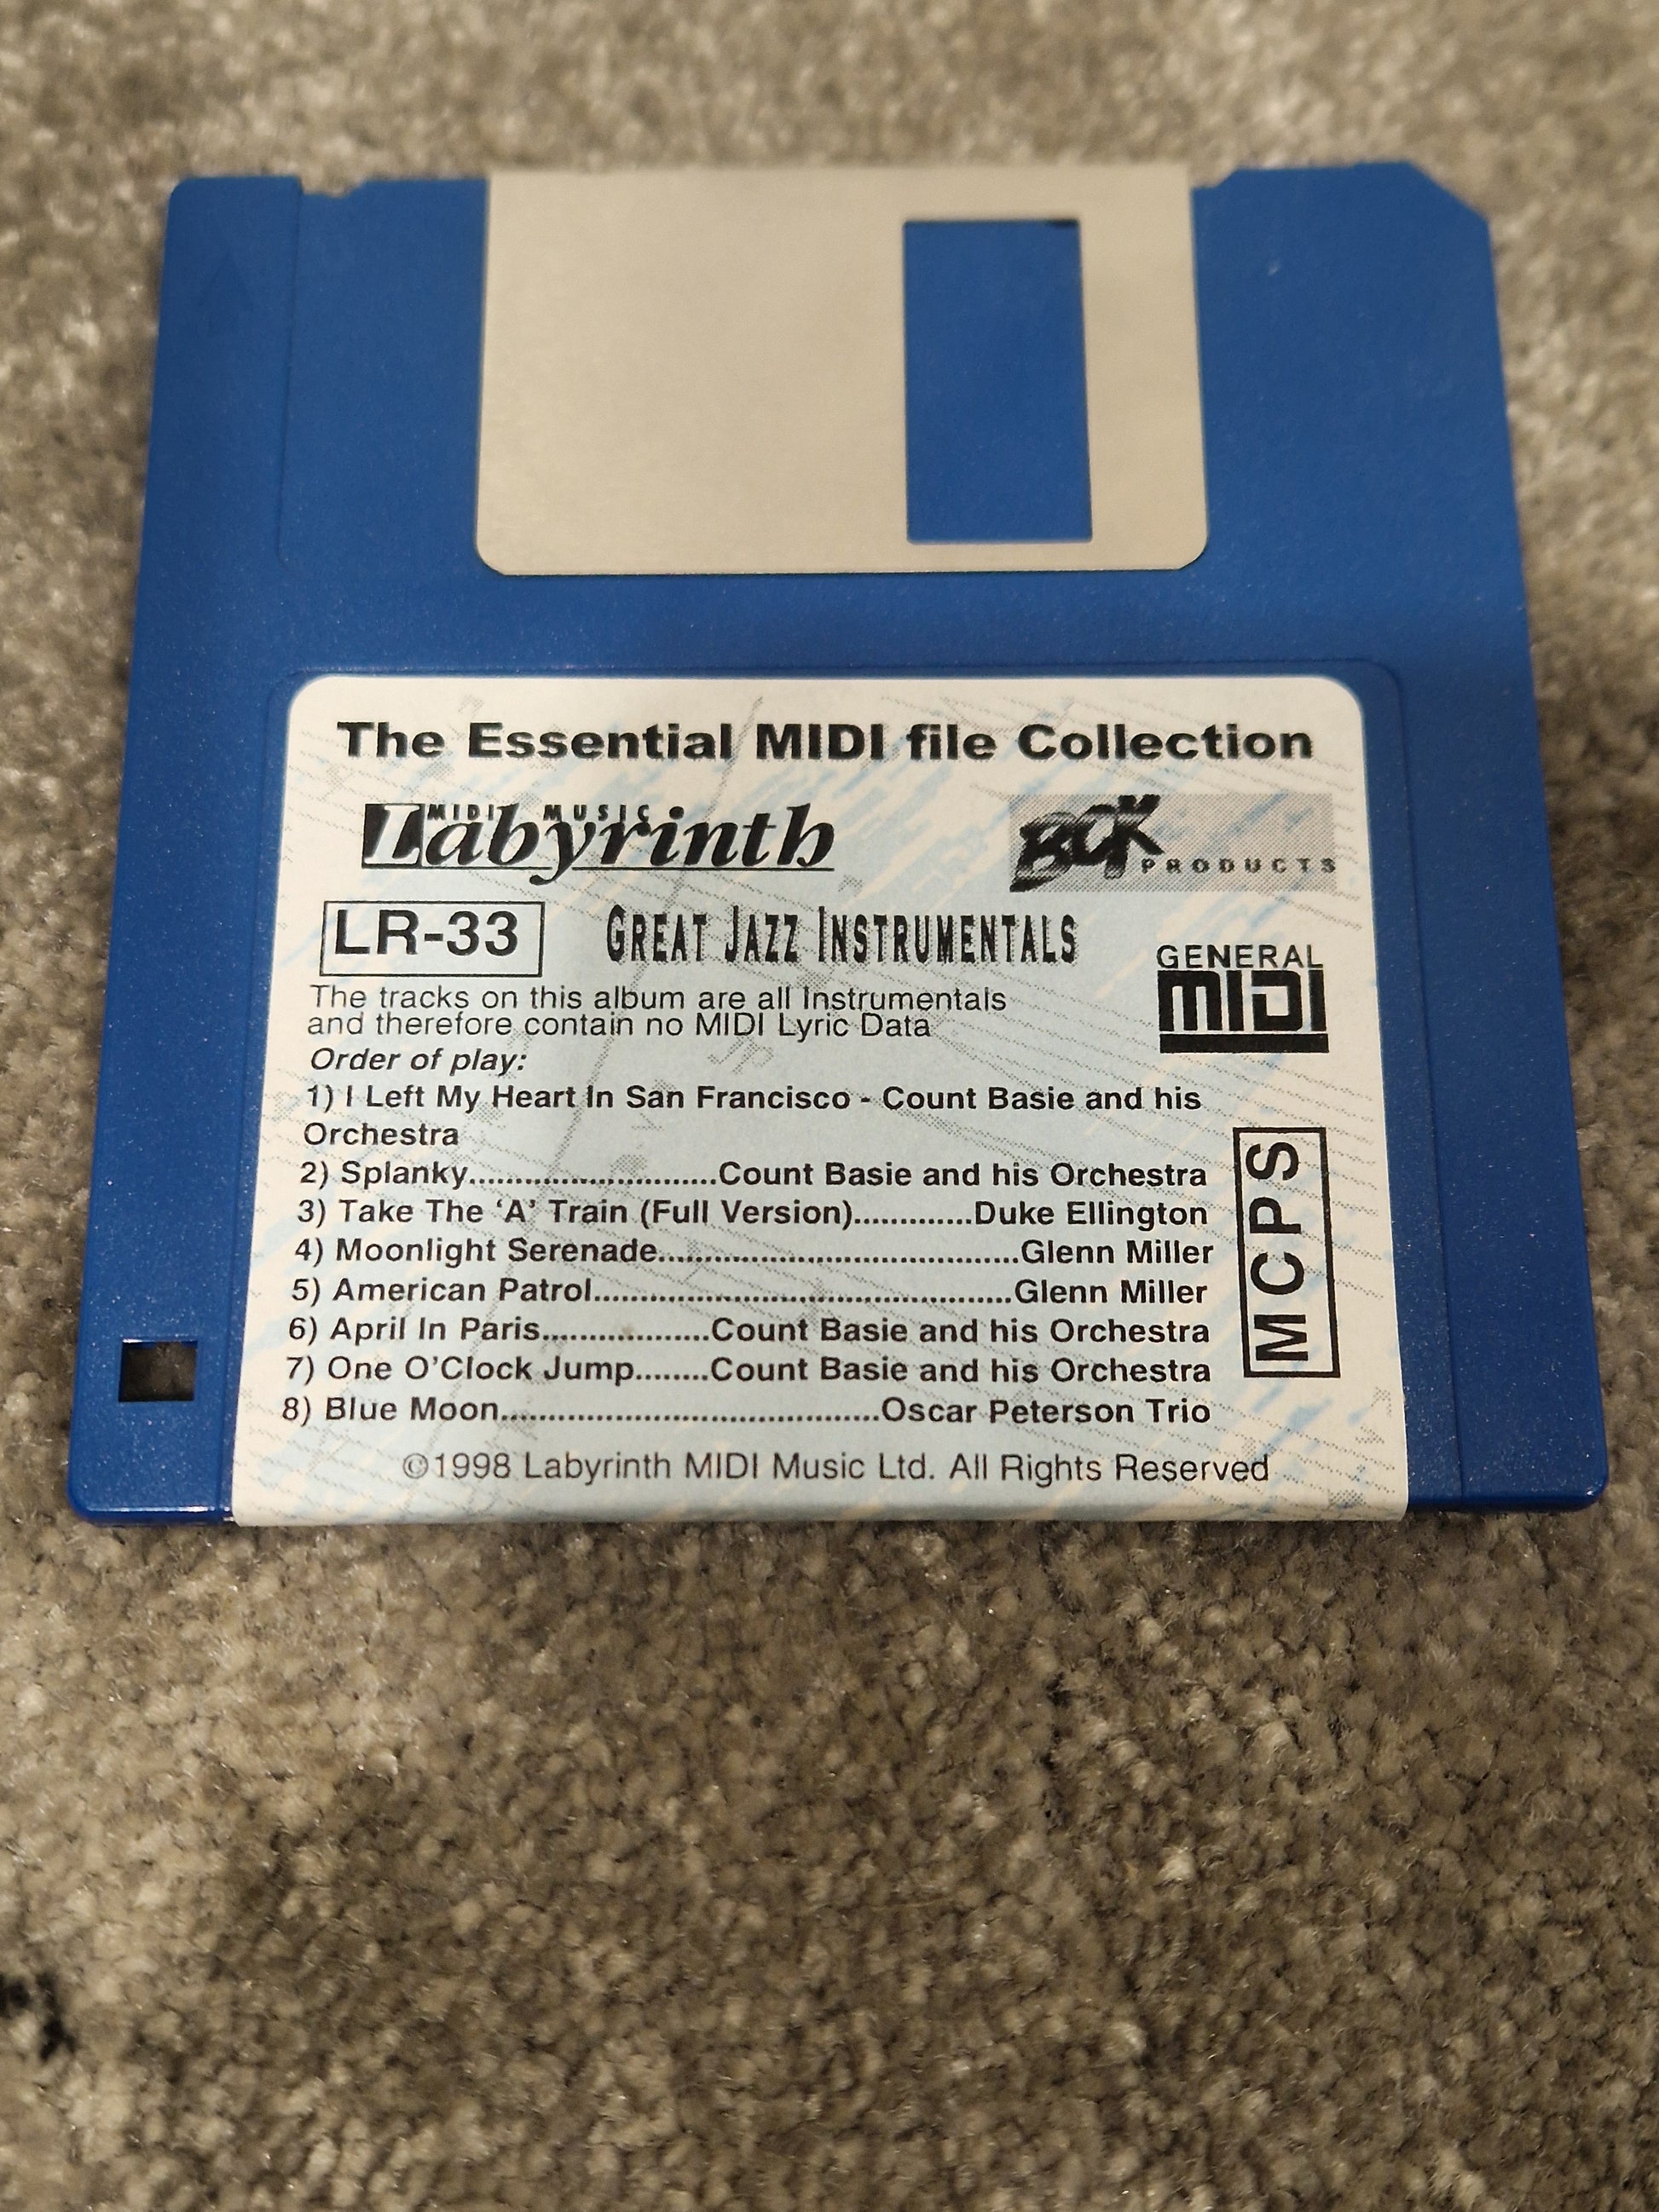 The Essential MIDI file Collection
MIDI MUSIC
Labyrinth
BCK PRODUCTS
LR-33 GREAT JAZZ INSTRUMENTALS
GENERAL
MIDI
The tracks on this album are all Instrumentals
and therefore contain no MIDI Lyric Data
Order of play:
1) I Left My Heart In San Francisco - Count Basie and his
Orchestra
2) Splanky..........................Count Basie and his Orchestra
3) Take The ‘A’ Train (Full Version).............Duke Ellington
4) Moonlight Serenade......................................Glenn Miller
5) American Patrol............................................Glenn Miller
6) April In Paris..................Count Basie and his Orchestra
7) One O’Clock Jump........Count Basie and his Orchestra
8) Blue Moon........................................Oscar Peterson Trio
MCPS
©1998 Labyrinth MIDI Music Ltd. All Rights Reserved